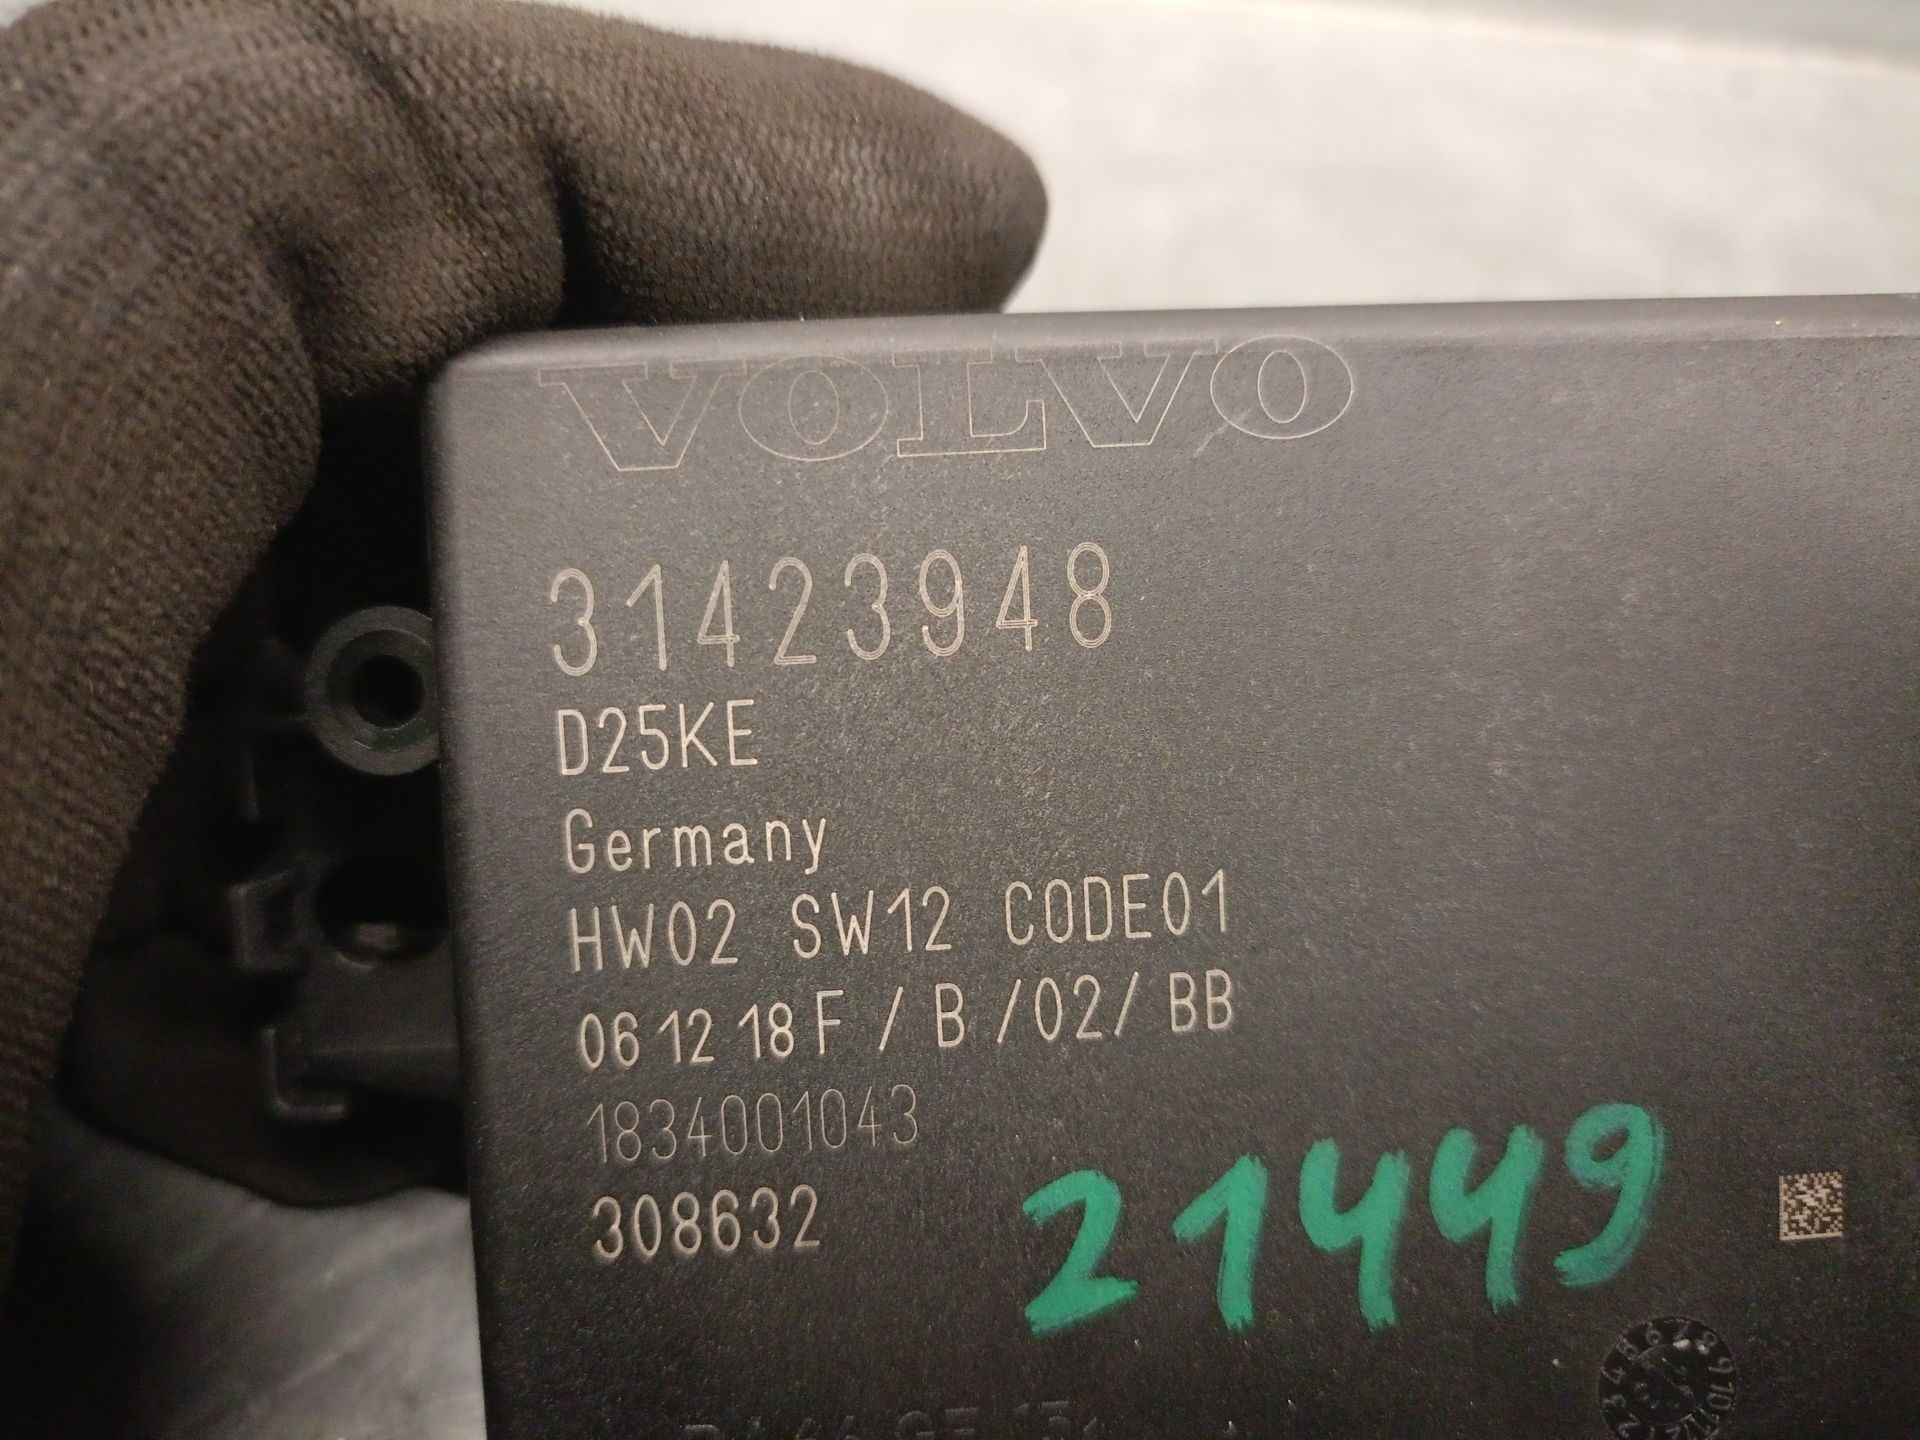 VOLVO
31423948
D25KE
Germany
HW02 SW12 CODE01
06 12 18 F / B / 02 / BB
1834001043
308632
21449